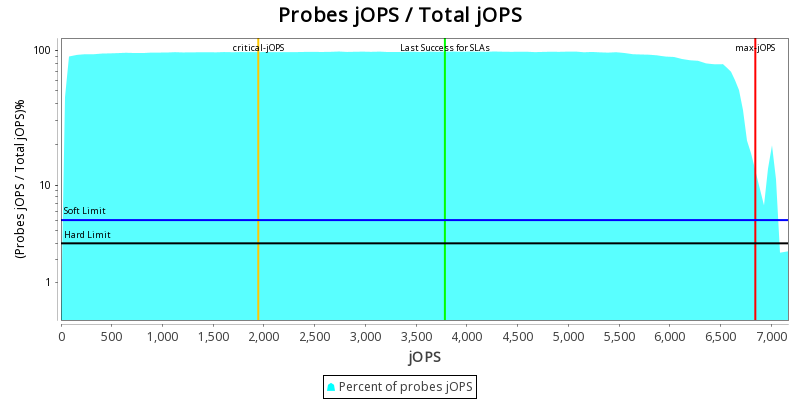 Probes jOPS / Total jOPS
(Probes jOPS / Total jOPS)%
100
10
1
critical-jOPS
Last Success for SLAs
max-jOPS
Soft Limit
Hard Limit
0 500 1,000 1,500 2,000 2,500 3,000 3,500 4,000 4,500 5,000 5,500 6,000 6,500 7,000
jOPS
Percent of probes jOPS